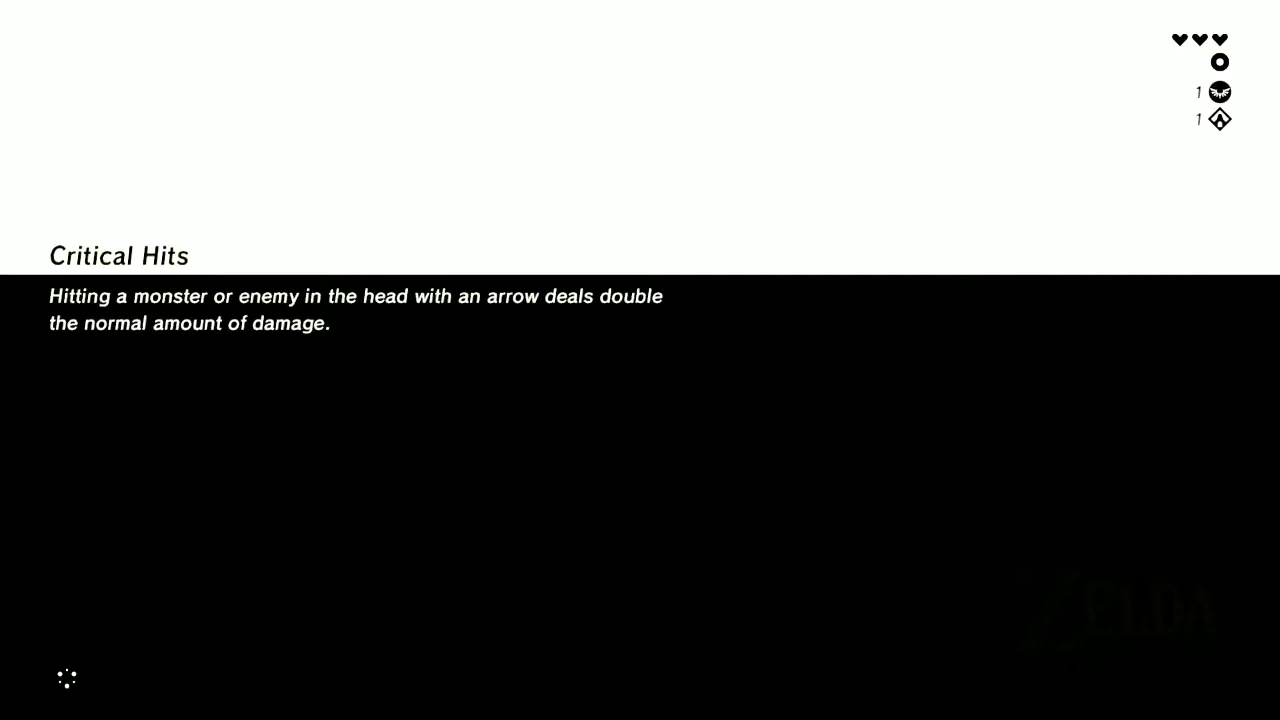 1
1
Critical Hits
Hitting a monster or enemy in the head with an arrow deals double
the normal amount of damage.
ZELDA